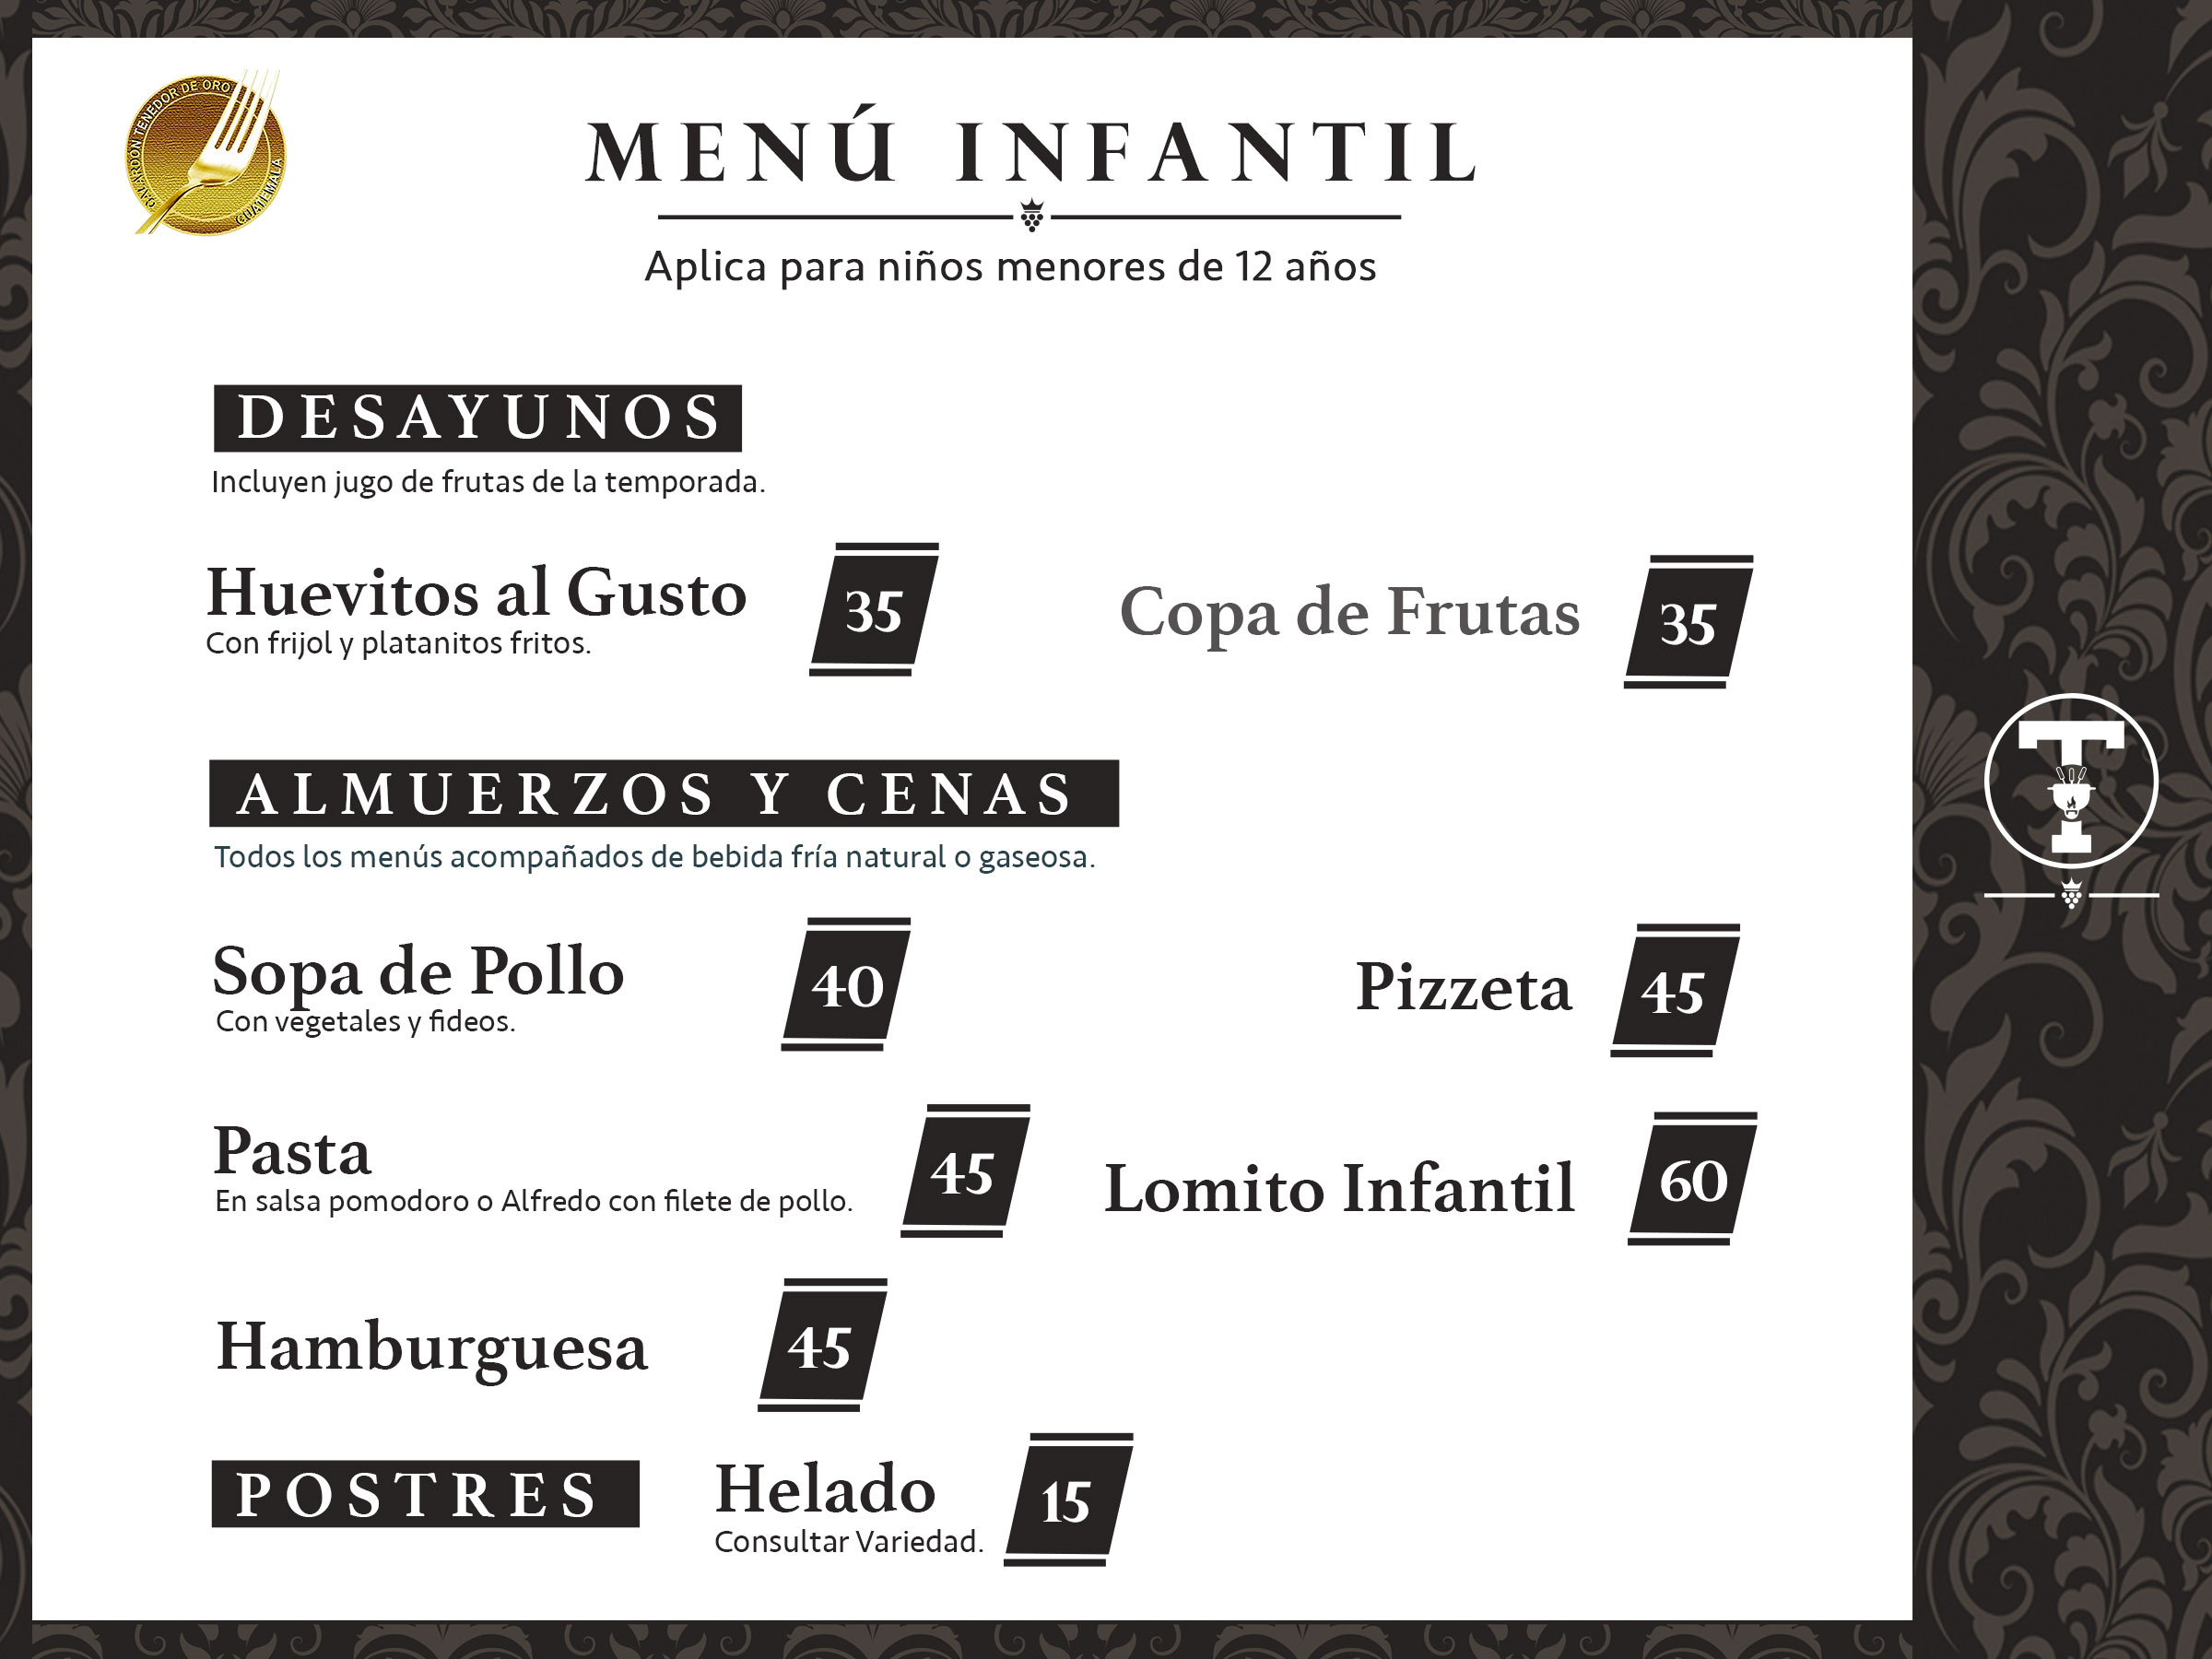 GALARDÓN TENEDOR DE ORO
GUATEMALA
MENÚ INFANTIL
Aplica para niños menores de 12 años
DESAYUNOS
Incluyen jugo de frutas de la temporada.
Huevitos al Gusto 35
Con frijol y platanitos fritos.
Copa de Frutas 35
ALMUERZOS Y CENAS
Todos los menús acompañados de bebida fría natural o gaseosa.
Sopa de Pollo 40
Con vegetales y fideos.
Pizzeta 45
Pasta 45
En salsa pomodoro o Alfredo con filete de pollo.
Lomito Infantil 60
Hamburguesa 45
POSTRES
Helado 15
Consultar Variedad.
T